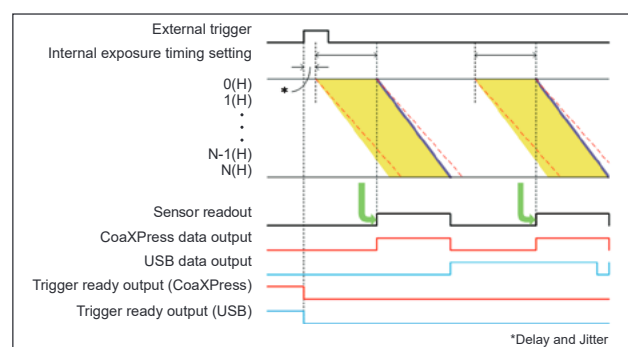 External trigger
Internal exposure timing setting
*
0(H)
1(H)
N-1(H)
N(H)
Sensor readout
CoaXPress data output
USB data output
Trigger ready output (CoaXPress)
Trigger ready output (USB)
*Delay and Jitter